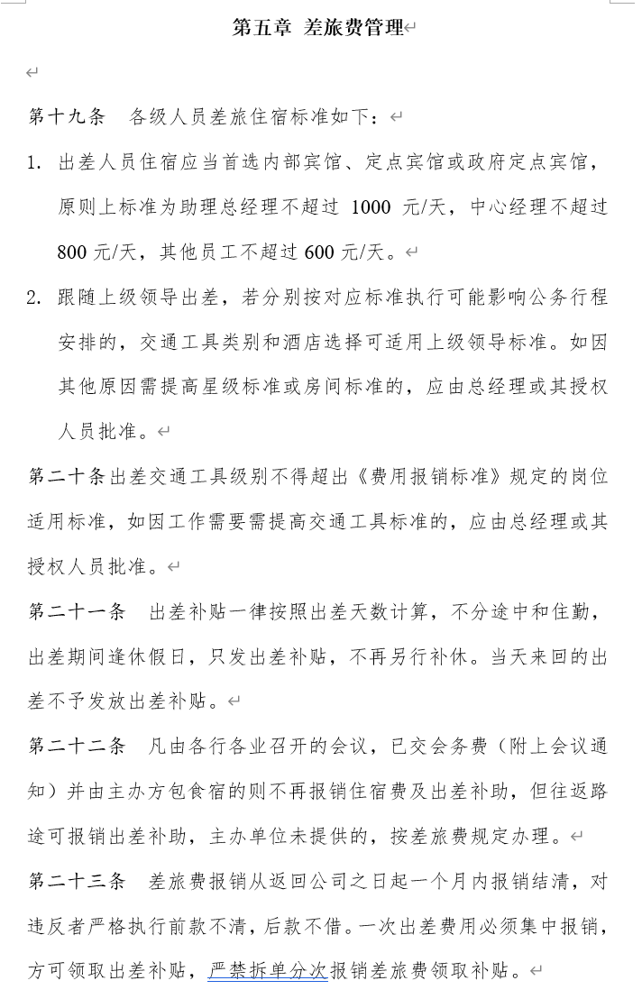 第五章 差旅费管理
第十九条 各级人员差旅住宿标准如下：
1. 出差人员住宿应当首选内部宾馆、定点宾馆或政府定点宾馆，
原则上标准为助理总经理不超过 1000 元/天，中心经理不超过
800 元/天，其他员工不超过 600 元/天。
2. 跟随上级领导出差，若分别按对应标准执行可能影响公务行程
安排的，交通工具类别和酒店选择可适用上级领导标准。如因
其他原因需提高星级标准或房间标准的，应由总经理或其授权
人员批准。
第二十条出差交通工具级别不得超出《费用报销标准》规定的岗位
适用标准，如因工作需要需提高交通工具标准的，应由总经理或其
授权人员批准。
第二十一条 出差补贴一律按照出差天数计算，不分途中和住勤，
出差期间逢休假日，只发出差补贴，不再另行补休。当天来回的出
差不予发放出差补贴。
第二十二条 凡由各行各业召开的会议，已交会务费（附上会议通
知）并由主办方包食宿的则不再报销住宿费及出差补助，但往返路
途可报销出差补助，主办单位未提供的，按差旅费规定办理。
第二十三条 差旅费报销从返回公司之日起一个月内报销结清，对
违反者严格执行前款不清，后款不借。一次出差费用必须集中报销，
方可领取出差补贴，严禁拆单分次报销差旅费领取补贴。